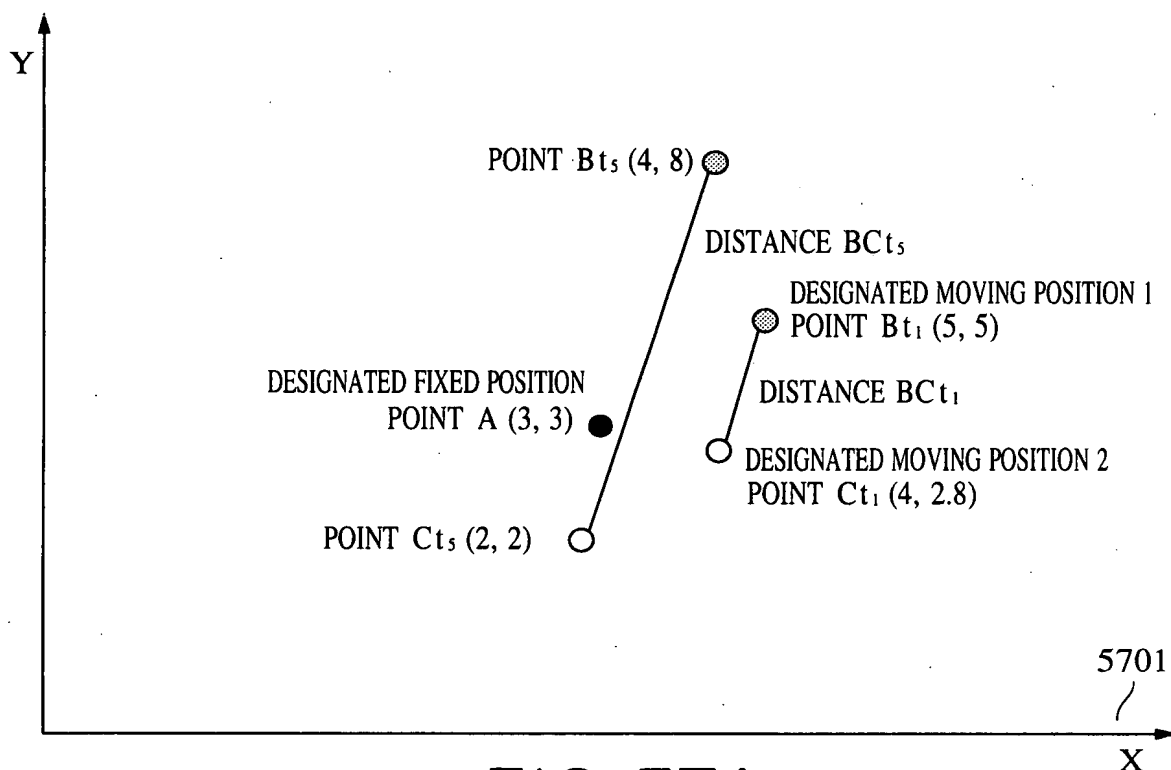 Y
POINT Bt₅ (4, 8)
DISTANCE BCt₅
DESIGNATED MOVING POSITION 1
POINT Bt₁ (5, 5)
DESIGNATED FIXED POSITION
POINT A (3, 3)
DISTANCE BCt₁
DESIGNATED MOVING POSITION 2
POINT Ct₁ (4, 2.8)
POINT Ct₅ (2, 2)
5701
X